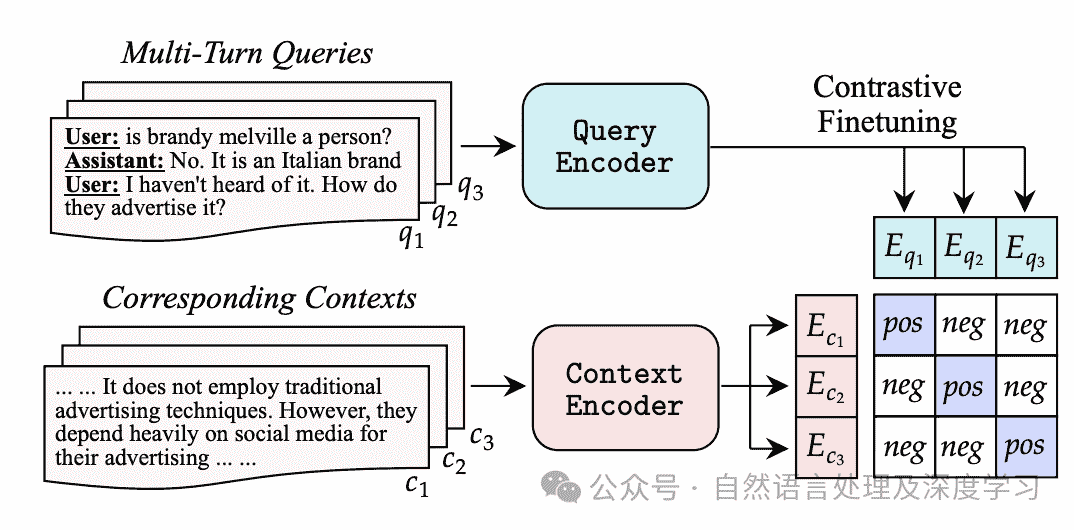 Multi-Turn Queries
User: is brandy melville a person?
Assistant: No. It is an Italian brand
User: I haven't heard of it. How do
they advertise it?
q1
q2
q3
Query
Encoder
Contrastive
Finetuning
Eq1 Eq2 Eq3
Corresponding Contexts
... ... It does not employ traditional
advertising techniques. However, they
depend heavily on social media for
their advertising ... ...
c1
c2
c3
Context
Encoder
Ec1 pos neg neg
Ec2 neg pos neg
Ec3 neg neg pos
公众号 · 自然语言处理及深度学习